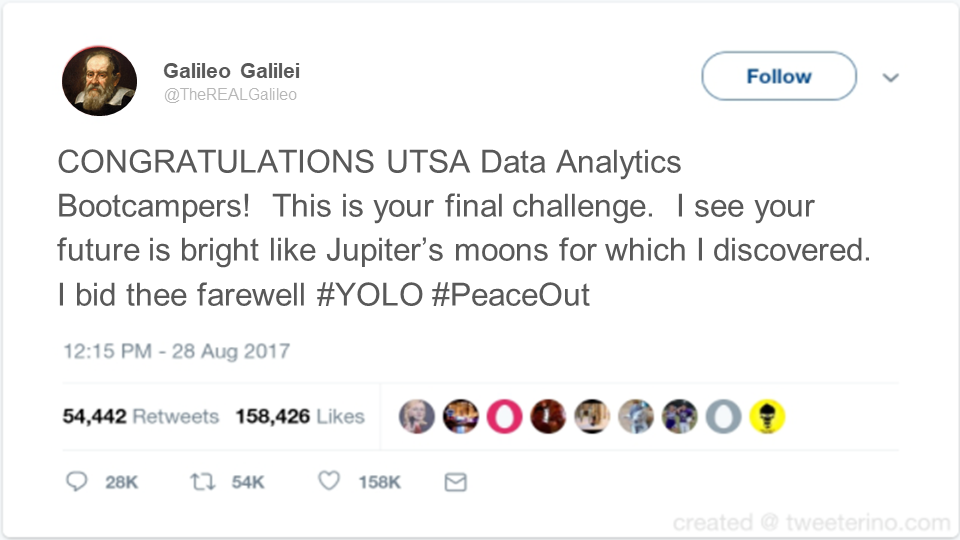 Galileo Galilei
@TheREALGalileo
Follow
CONGRATULATIONS UTSA Data Analytics
Bootcampers!  This is your final challenge.  I see your
future is bright like Jupiter’s moons for which I discovered.
I bid thee farewell #YOLO #PeaceOut
12:15 PM - 28 Aug 2017
54,442 Retweets 158,426 Likes
28K 54K 158K
created @ tweeterino.com